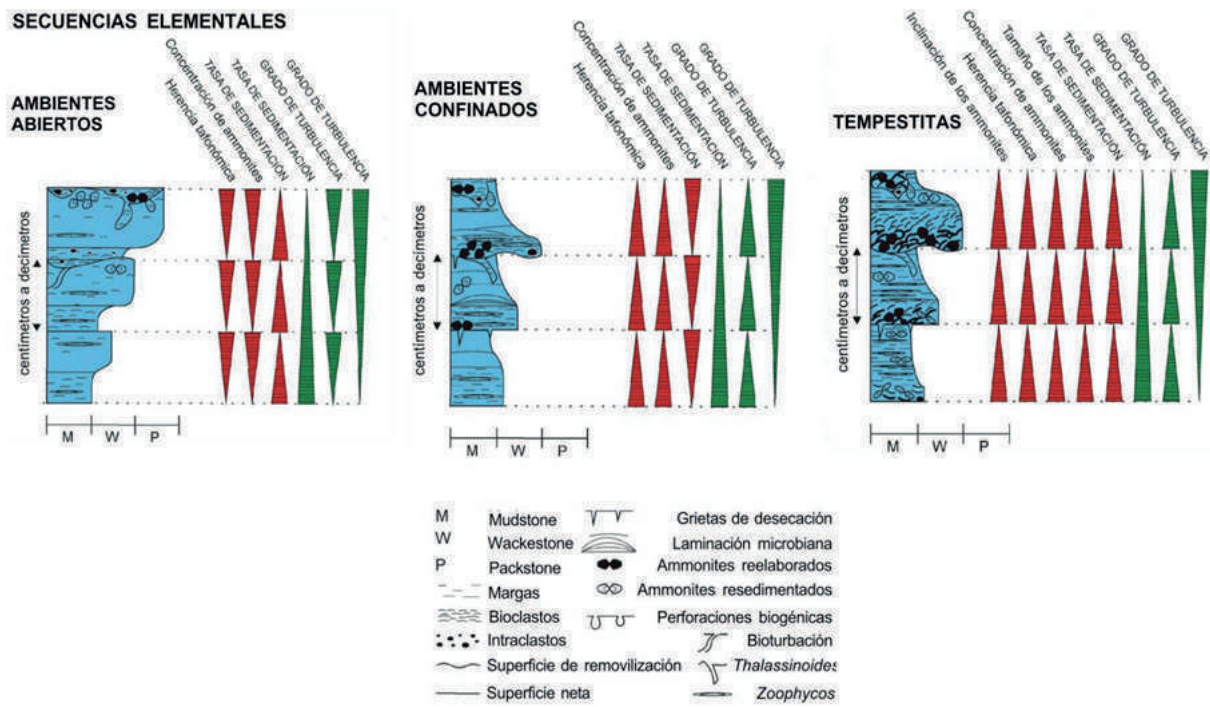 SECUENCIAS ELEMENTALES
AMBIENTES
ABIERTOS
Herencia tafonómica
Concentración de ammonites
TASA DE SEDIMENTACIÓN
TASA DE SEDIMENTACIÓN
GRADO DE TURBULENCIA
GRADO DE TURBULENCIA
centímetros a decímetros
M W P
AMBIENTES
CONFINADOS
Herencia tafonómica
Concentración de ammonites
TASA DE SEDIMENTACIÓN
TASA DE SEDIMENTACIÓN
GRADO DE TURBULENCIA
GRADO DE TURBULENCIA
centímetros a decímetros
M W P
TEMPESTITAS
Inclinación de los ammonites
Herencia tafonómica
Concentración de ammonites
Tamaño de los ammonites
TASA DE SEDIMENTACIÓN
TASA DE SEDIMENTACIÓN
GRADO DE TURBULENCIA
GRADO DE TURBULENCIA
centímetros a decímetros
M W P
M Mudstone Grietas de desecación
W Wackestone Laminación microbiana
P Packstone Ammonites reelaborados
Margas Ammonites resedimentados
Bioclastos Perforaciones biogénicas
Intraclastos Bioturbación
Superficie de removilización Thalassinoides
Superficie neta Zoophycos